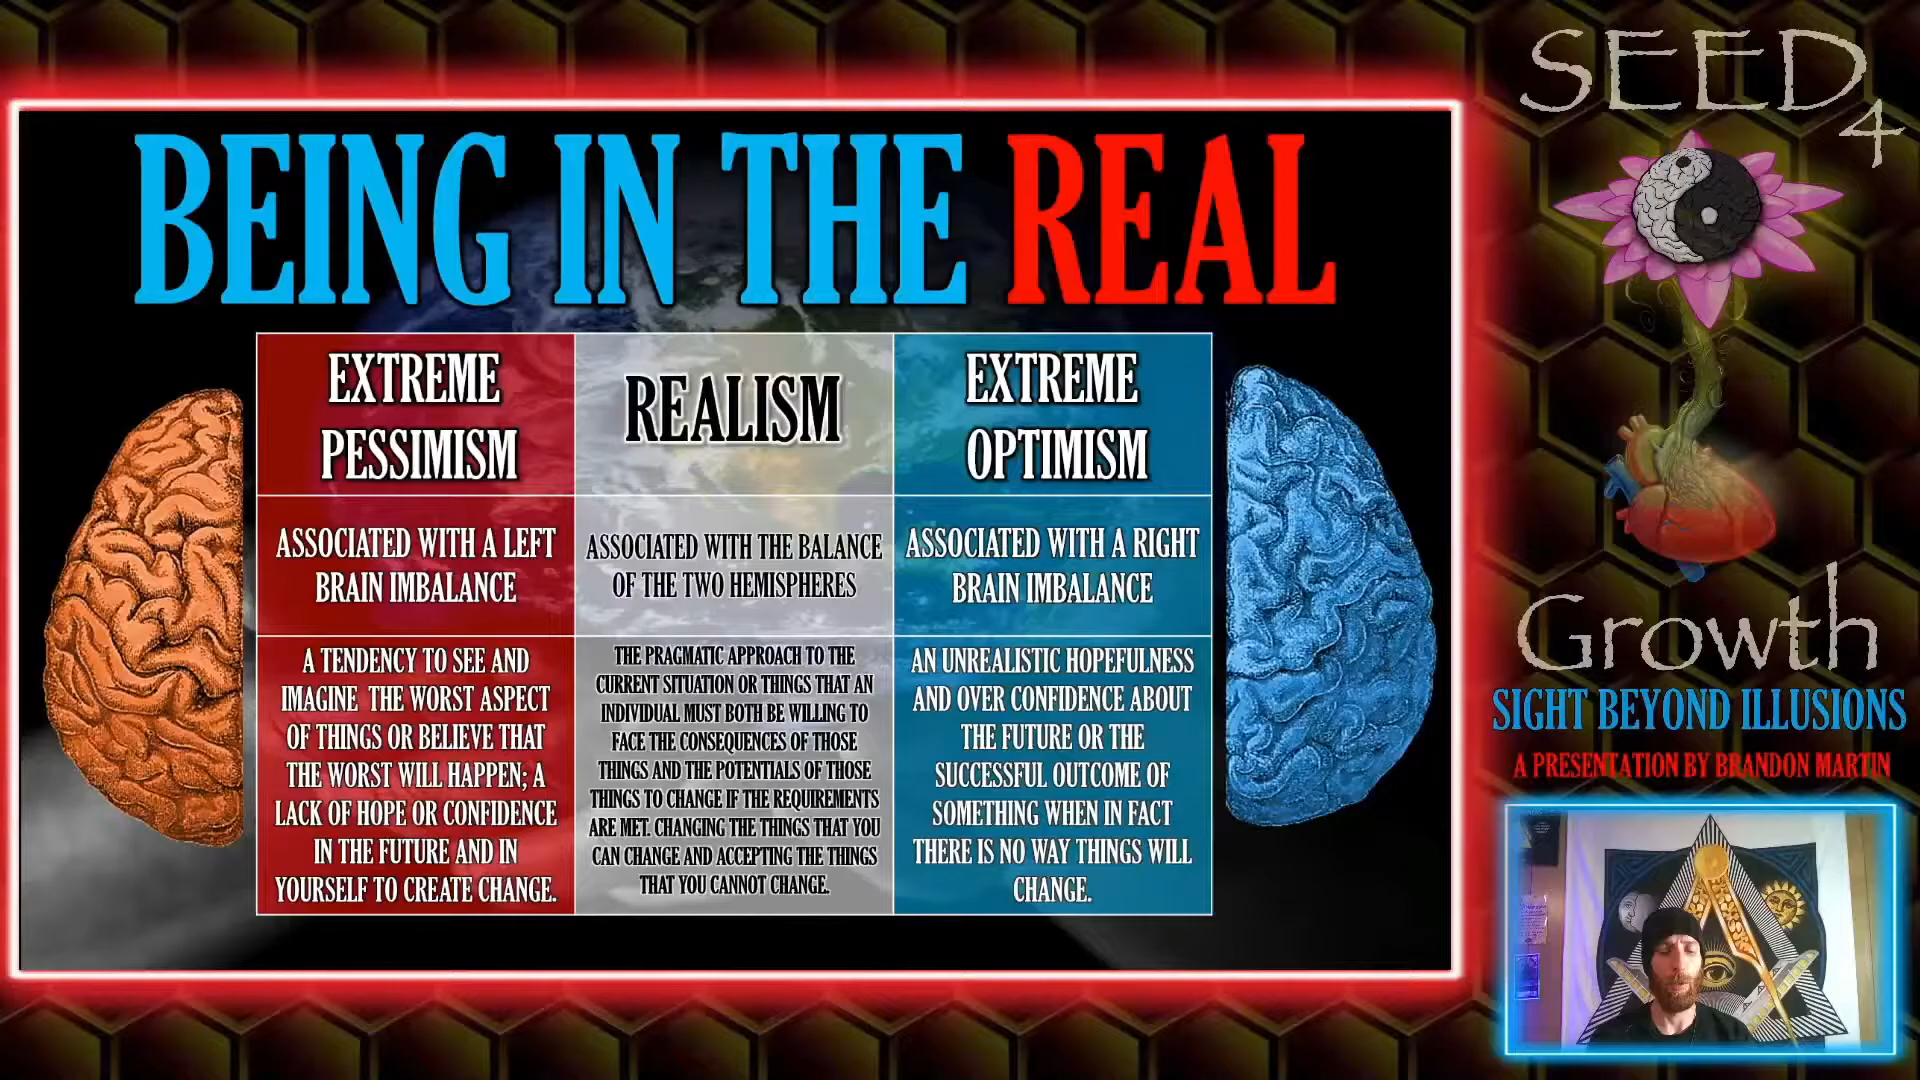 BEING IN THE REAL
EXTREME
PESSIMISM
REALISM
EXTREME
OPTIMISM
ASSOCIATED WITH A LEFT
BRAIN IMBALANCE
ASSOCIATED WITH THE BALANCE
OF THE TWO HEMISPHERES
ASSOCIATED WITH A RIGHT
BRAIN IMBALANCE
A TENDENCY TO SEE AND
IMAGINE THE WORST ASPECT
OF THINGS OR BELIEVE THAT
THE WORST WILL HAPPEN; A
LACK OF HOPE OR CONFIDENCE
IN THE FUTURE AND IN
YOURSELF TO CREATE CHANGE.
THE PRAGMATIC APPROACH TO THE
CURRENT SITUATION OR THINGS THAT AN
INDIVIDUAL MUST BOTH BE WILLING TO
FACE THE CONSEQUENCES OF THOSE
THINGS AND THE POTENTIALS OF THOSE
THINGS TO CHANGE IF THE REQUIREMENTS
ARE MET. CHANGING THE THINGS THAT YOU
CAN CHANGE AND ACCEPTING THE THINGS
THAT YOU CANNOT CHANGE.
AN UNREALISTIC HOPEFULNESS
AND OVER CONFIDENCE ABOUT
THE FUTURE OR THE
SUCCESSFUL OUTCOME OF
SOMETHING WHEN IN FACT
THERE IS NO WAY THINGS WILL
CHANGE.
SEED
4
Growth
SIGHT BEYOND ILLUSIONS
A PRESENTATION BY BRANDON MARTIN